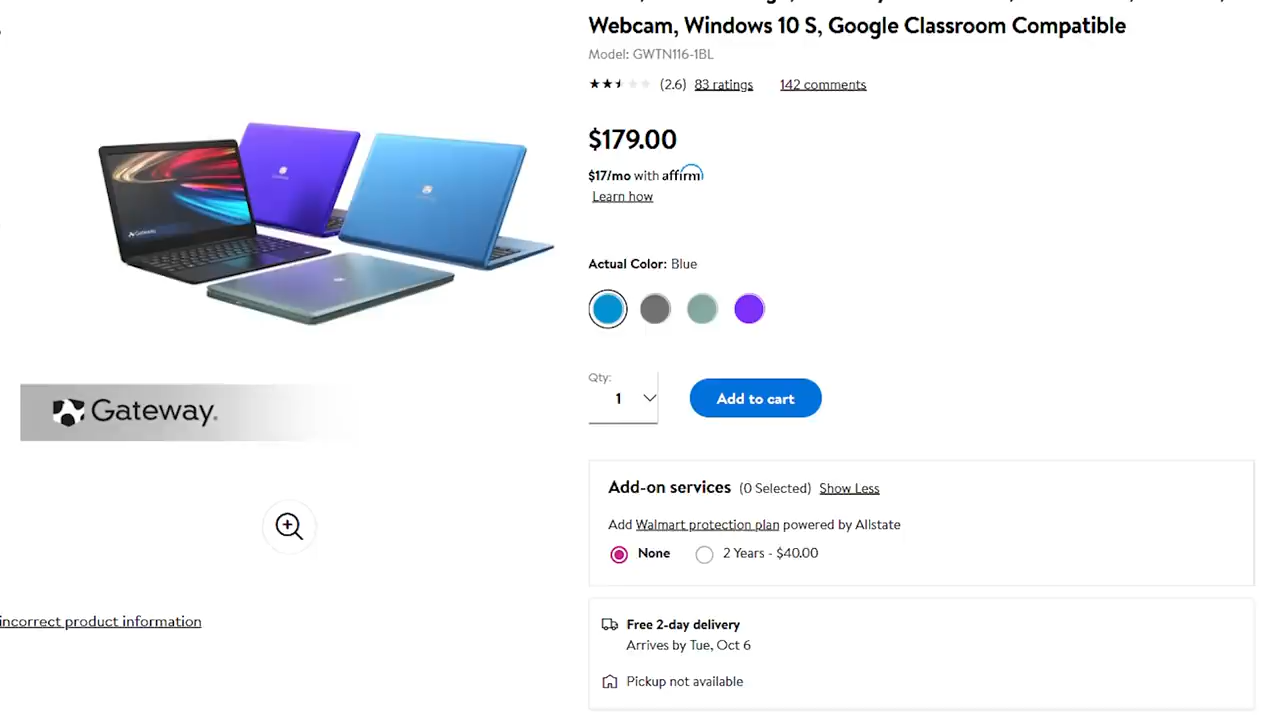 Webcam, Windows 10 S, Google Classroom Compatible
Model: GWTN116-1BL
(2.6) 83 ratings 142 comments
$179.00
$17/mo with affirm
Learn how
Actual Color: Blue
Gateway
Qty:
1
Add to cart
Gateway.
Add-on services (0 Selected) Show Less
Add Walmart protection plan powered by Allstate
None 2 Years - $40.00
incorrect product information
Free 2-day delivery
Arrives by Tue, Oct 6
Pickup not available